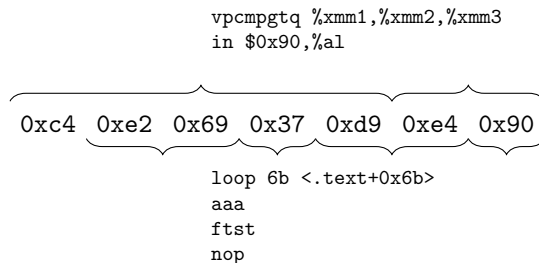 vpcmpgtq %xmm1,%xmm2,%xmm3
in $0x90,%al
0xc4 0xe2 0x69 0x37 0xd9 0xe4 0x90
loop 6b <.text+0x6b>
aaa
ftst
nop